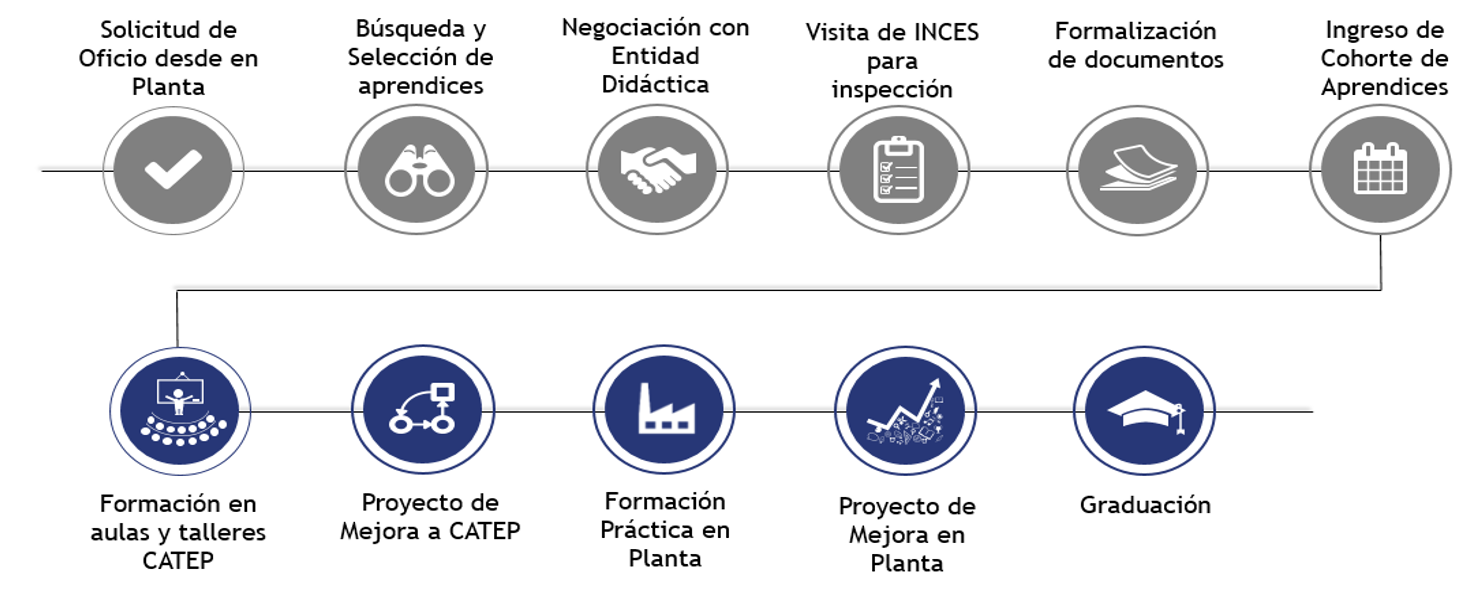 Solicitud de
Oficio desde en
Planta
Búsqueda y
Selección de
aprendices
Negociación con
Entidad
Didáctica
Visita de INCES
para
inspección
Formalización
de documentos
Ingreso de
Cohorte de
Aprendices
Formación en
aulas y talleres
CATEP
Proyecto de
Mejora a CATEP
Formación
Práctica en
Planta
Proyecto de
Mejora en
Planta
Graduación